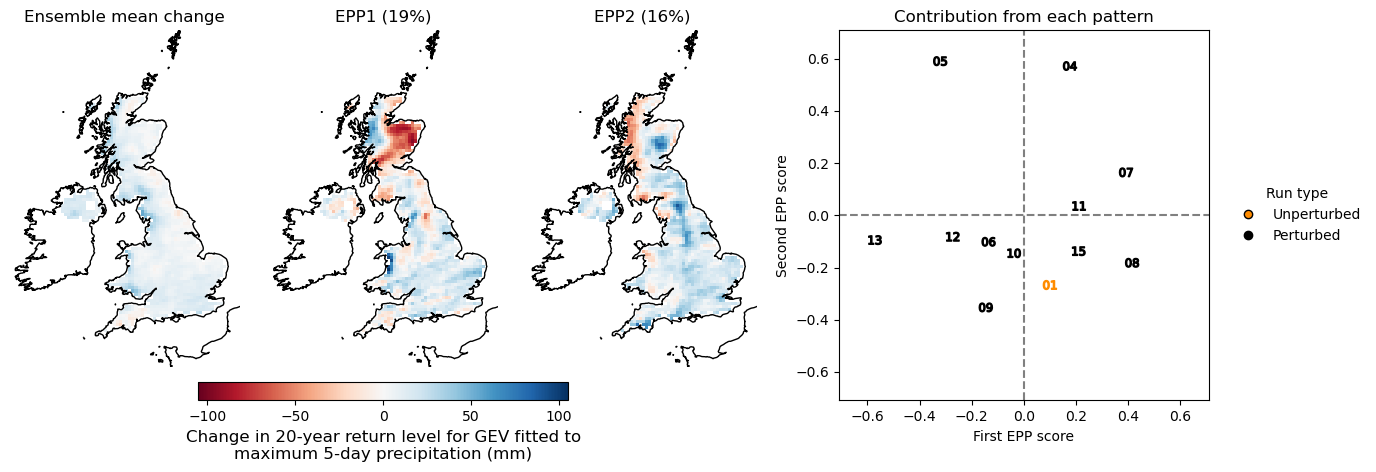 Ensemble mean change
EPP1 (19%)
EPP2 (16%)
−100
−50
0
50
100
Change in 20-year return level for GEV fitted to
maximum 5-day precipitation (mm)
Contribution from each pattern
Second EPP score
0.6
0.4
0.2
0.0
−0.2
−0.4
−0.6
05
04
07
11
13
12
06
10
15
08
01
09
−0.6
−0.4
−0.2
0.0
0.2
0.4
0.6
First EPP score
Run type
Unperturbed
Perturbed